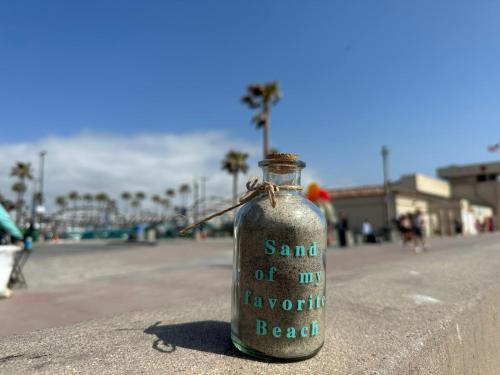 Sand
of my
favorite
Beach